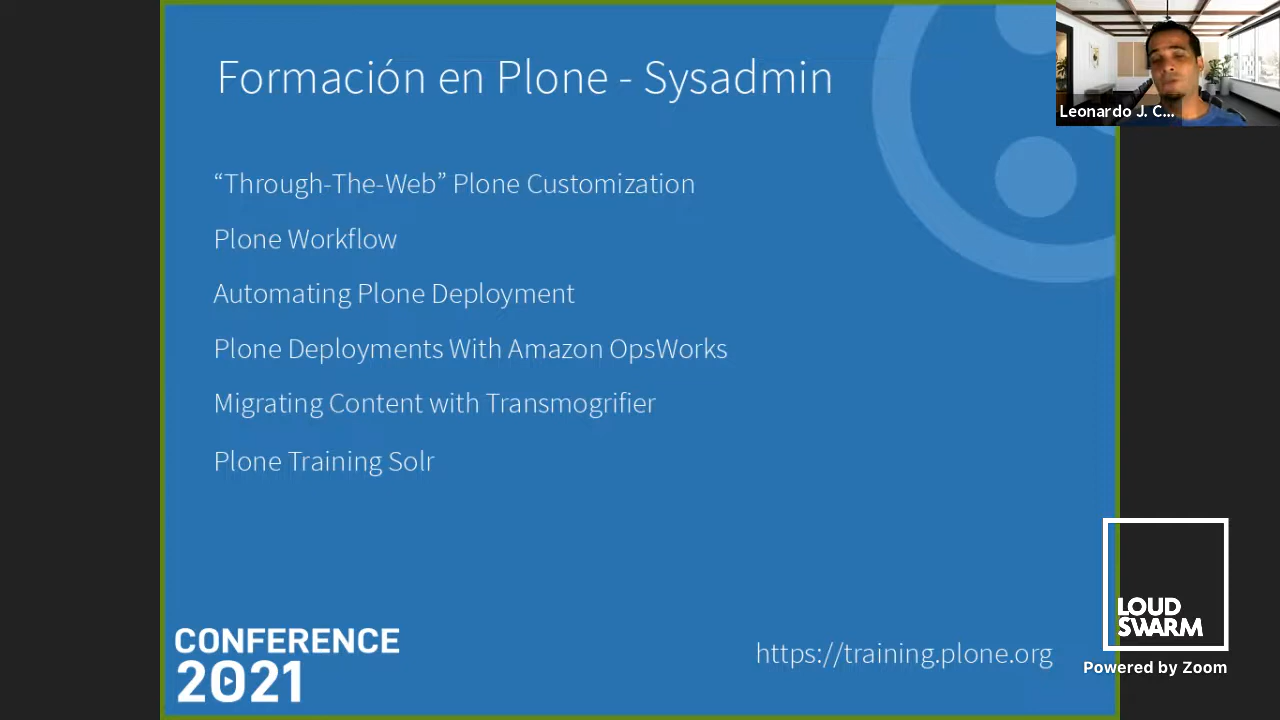 Formación en Plone - Sysadmin
Leonardo J. C...
“Through-The-Web” Plone Customization
Plone Workflow
Automating Plone Deployment
Plone Deployments With Amazon OpsWorks
Migrating Content with Transmogrifier
Plone Training Solr
CONFERENCE
2021
https://training.plone.org
LOUD
SWARM
Powered by Zoom